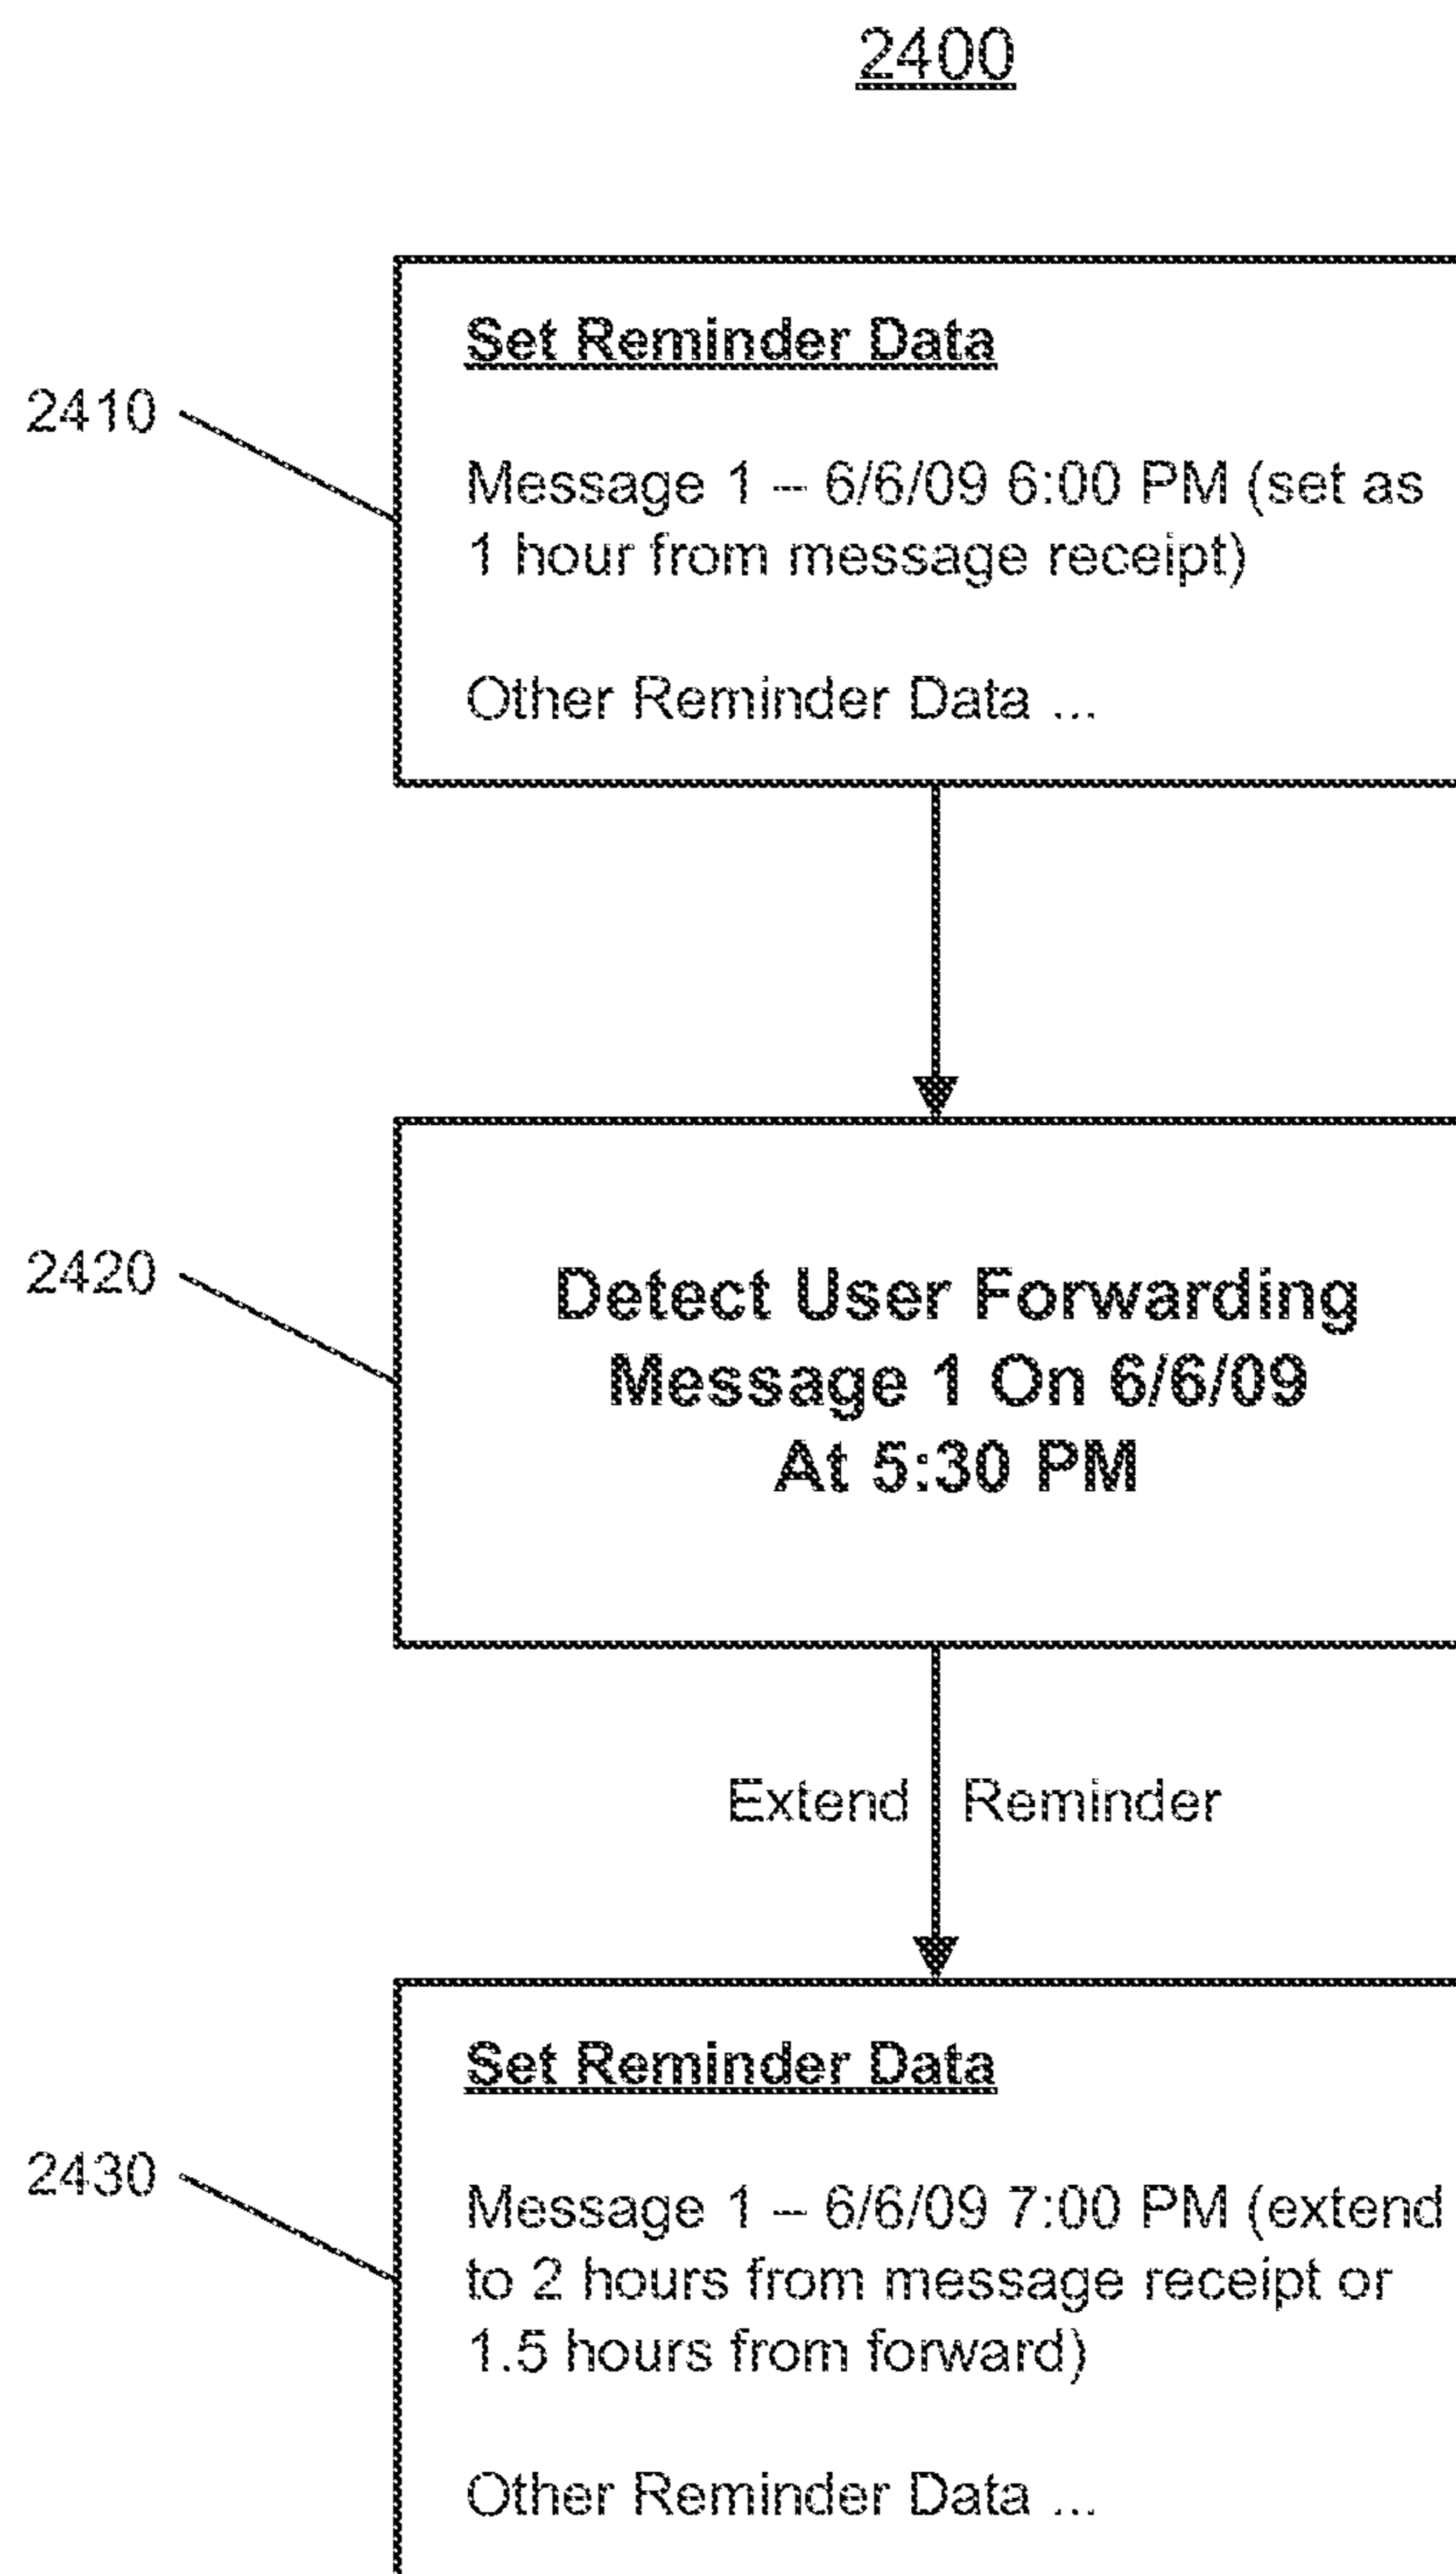 2400
Set Reminder Data
2410
Message 1 – 6/6/09 6:00 PM (set as
1 hour from message receipt)
Other Reminder Data ...
2420
Detect User Forwarding
Message 1 On 6/6/09
At 5:30 PM
Extend Reminder
Set Reminder Data
2430
Message 1 – 6/6/09 7:00 PM (extend
to 2 hours from message receipt or
1.5 hours from forward)
Other Reminder Data ...